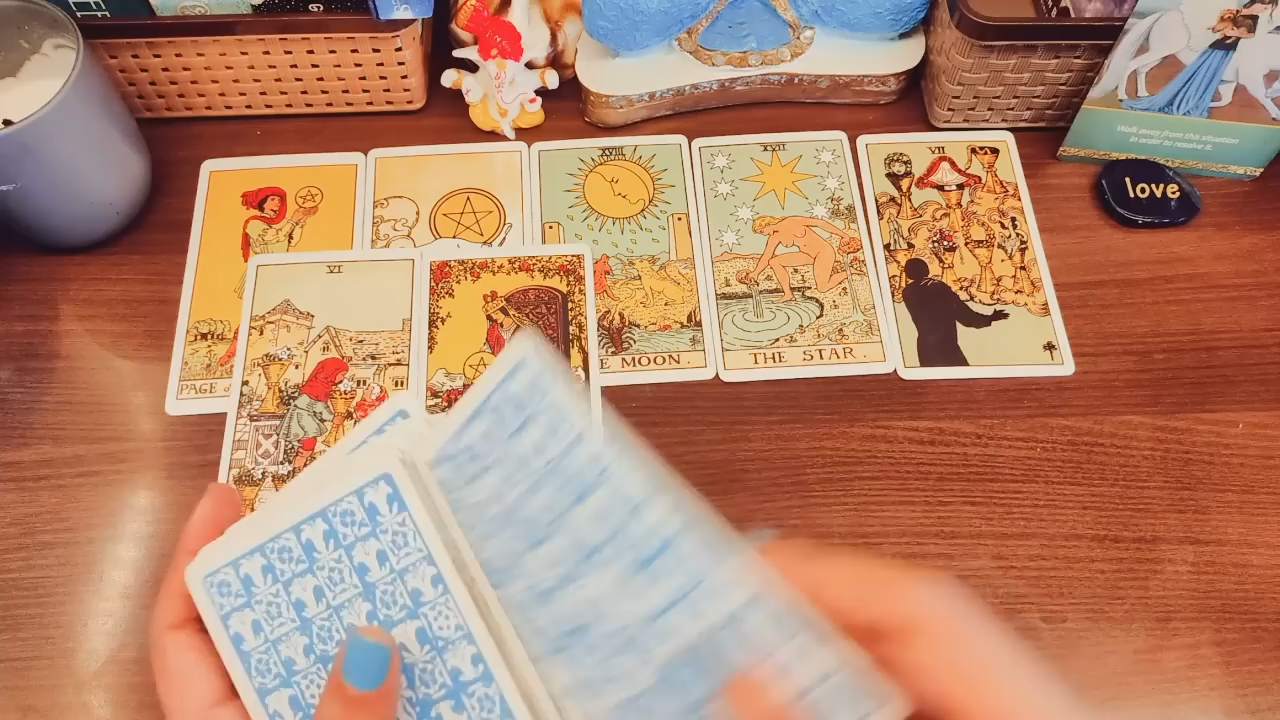 XVIII
XVII
VII
Walk away from this situation
in order to resolve it.
love
PAGE
VI
E MOON.
THE STAR.